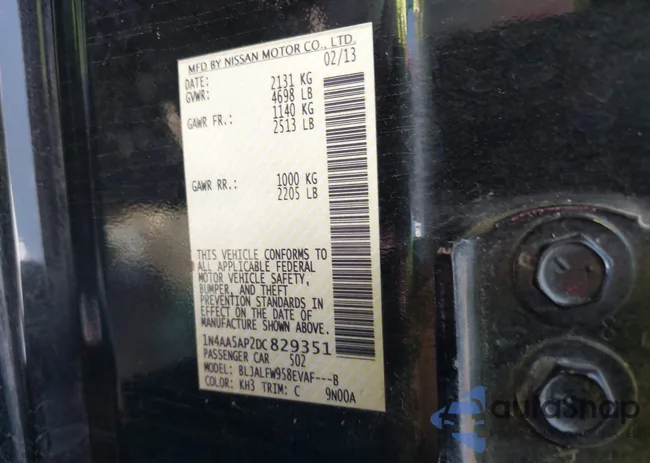 MFD BY NISSAN MOTOR CO., LTD.
DATE: 02/13
GVWR: 2131 KG
4698 LB
GAWR FR.: 1140 KG
2513 LB
GAWR RR.: 1000 KG
2205 LB
THIS VEHICLE CONFORMS TO
ALL APPLICABLE FEDERAL
MOTOR VEHICLE SAFETY,
BUMPER, AND THEFT
PREVENTION STANDARDS IN
EFFECT ON THE DATE OF
MANUFACTURE SHOWN ABOVE.
1N4AA5AP2DC829351
PASSENGER CAR 502
MODEL: BLJALFW958EVAF---B
COLOR: KH3 TRIM: C 9N00A
autoSnap